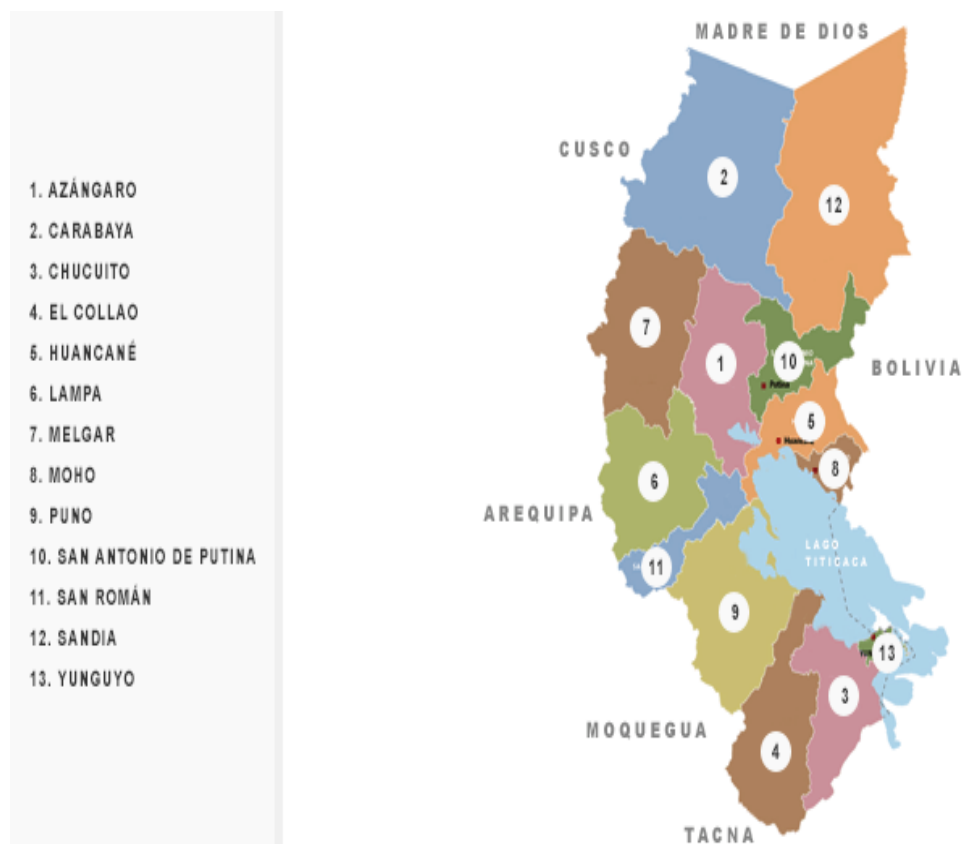 1. AZÁNGARO
2. CARABAYA
3. CHUCUITO
4. EL COLLAO
5. HUANCANÉ
6. LAMPA
7. MELGAR
8. MOHO
9. PUNO
10. SAN ANTONIO DE PUTINA
11. SAN ROMÁN
12. SANDIA
13. YUNGUYO
MADRE DE DIOS
CUSCO
2
12
7
1
10
BOLIVIA
Putina
5
8
6
AREQUIPA
LAGO
TITICACA
11
9
13
3
MOQUEGUA
4
TACNA